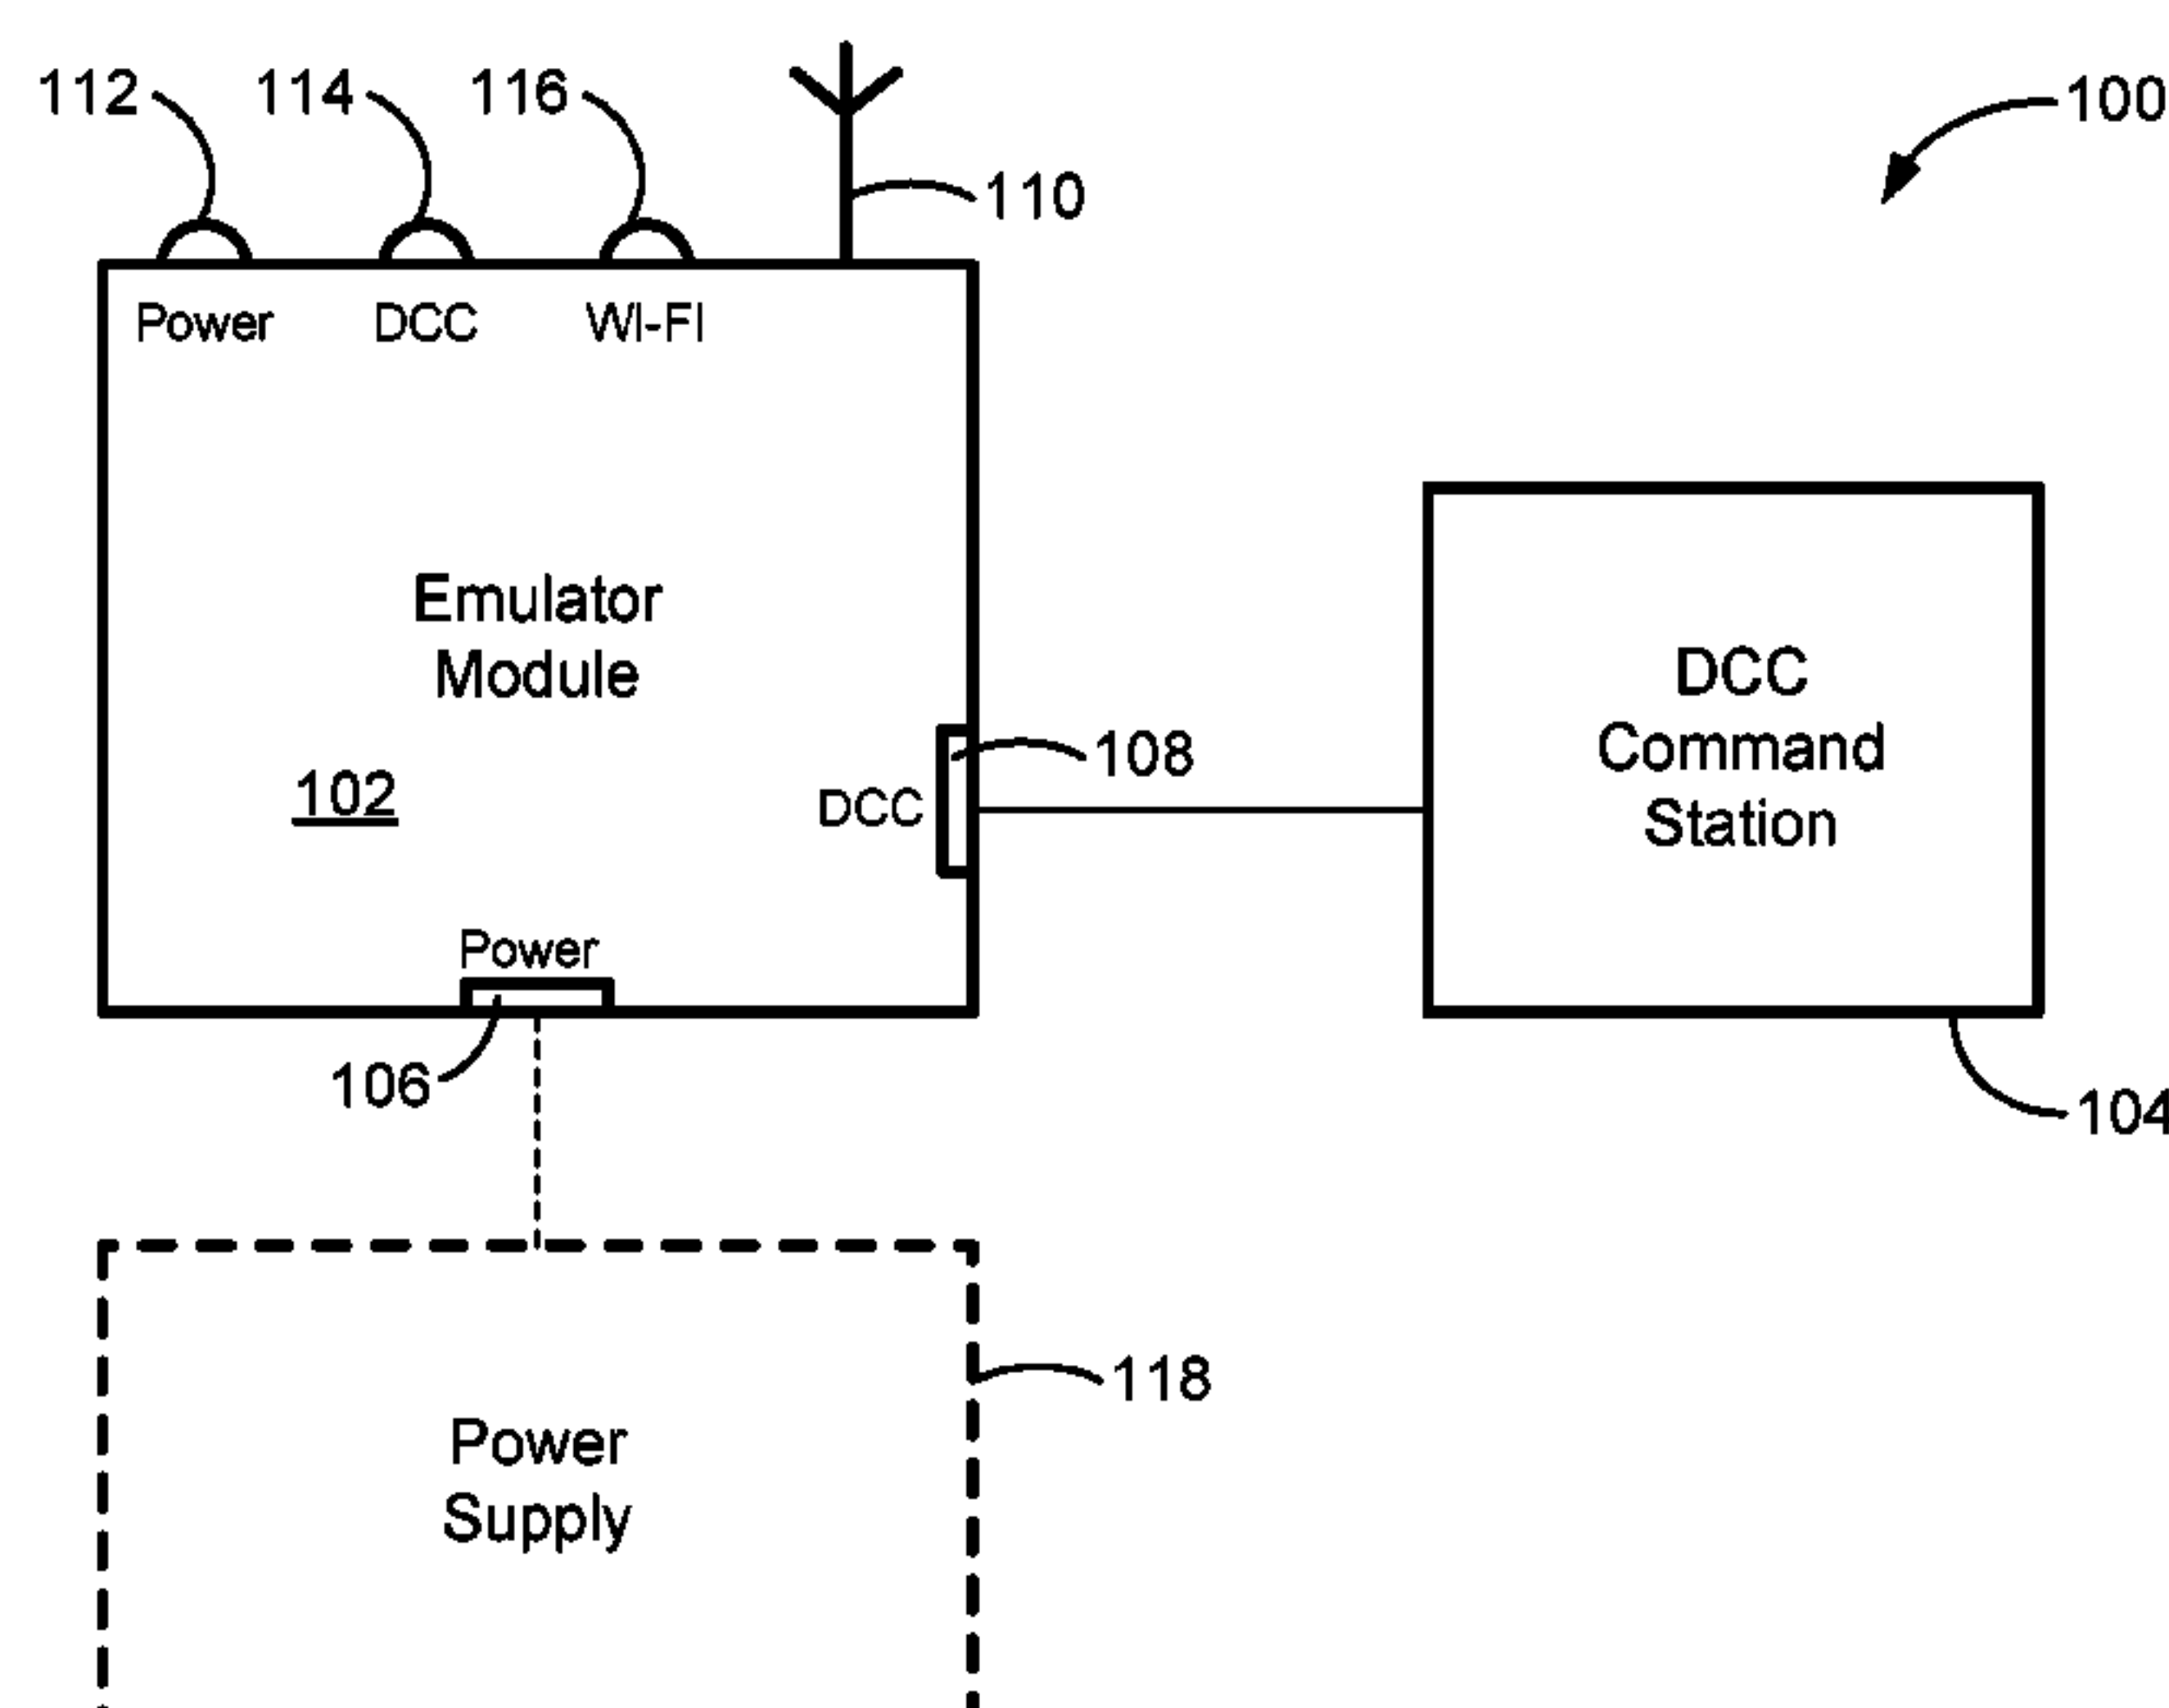 112
114
116
110
100
Power
DCC
WI-FI
Emulator
Module
102
108
DCC
DCC
Command
Station
Power
106
104
118
Power
Supply